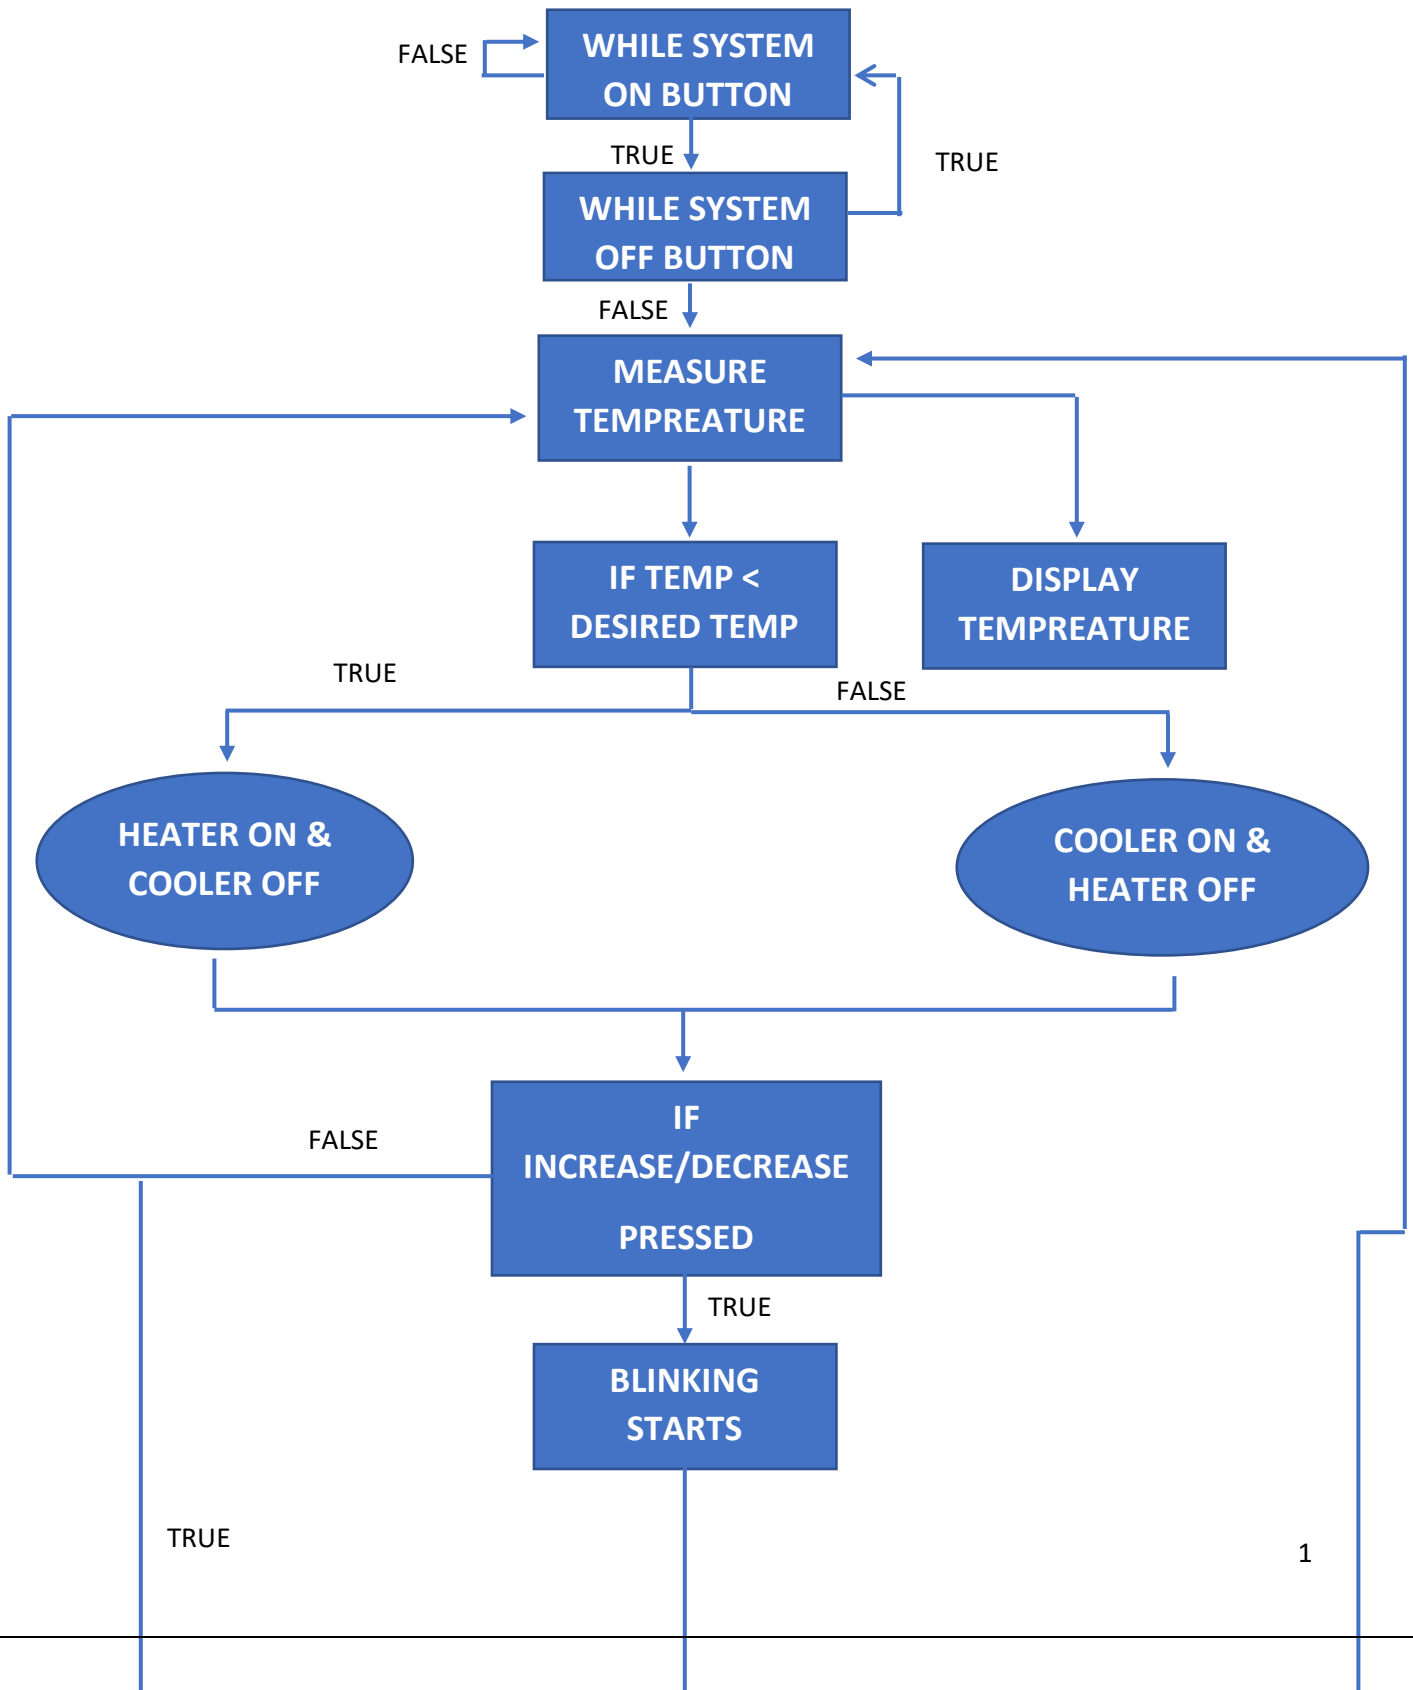 WHILE SYSTEM
ON BUTTON
FALSE
TRUE
TRUE
WHILE SYSTEM
OFF BUTTON
FALSE
MEASURE
TEMPREATURE
IF TEMP <
DESIRED TEMP
DISPLAY
TEMPREATURE
TRUE
FALSE
HEATER ON &
COOLER OFF
COOLER ON &
HEATER OFF
IF
INCREASE/DECREASE
PRESSED
FALSE
TRUE
BLINKING
STARTS
TRUE
1